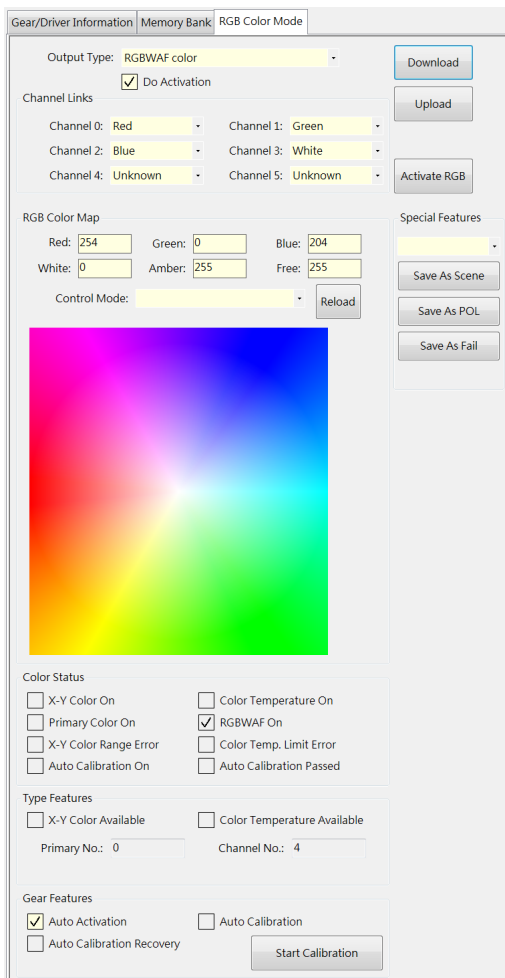 Gear/Driver Information Memory Bank RGB Color Mode
Output Type: RGBWAF color
Download
Do Activation
Upload
Channel Links
Channel 0: Red Channel 1: Green
Channel 2: Blue Channel 3: White
Channel 4: Unknown Channel 5: Unknown
Activate RGB
RGB Color Map
Red: 254 Green: 0 Blue: 204
White: 0 Amber: 255 Free: 255
Control Mode: Reload
Special Features
Save As Scene
Save As POL
Save As Fail
Color Status
X-Y Color On Color Temperature On
Primary Color On RGBWAF On
X-Y Color Range Error Color Temp. Limit Error
Auto Calibration On Auto Calibration Passed
Type Features
X-Y Color Available Color Temperature Available
Primary No.: 0 Channel No.: 4
Gear Features
Auto Activation Auto Calibration
Auto Calibration Recovery
Start Calibration